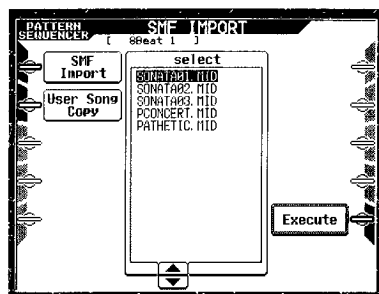 PATTERN
SEQUENCER
SMF IMPORT
[ 8Beat 1 ]
SMF
Import
User Song
Copy
select
SONATA01.MID
SONATA02.MID
SONATA03.MID
PCONCERT.MID
PATHETIC.MID
Execute